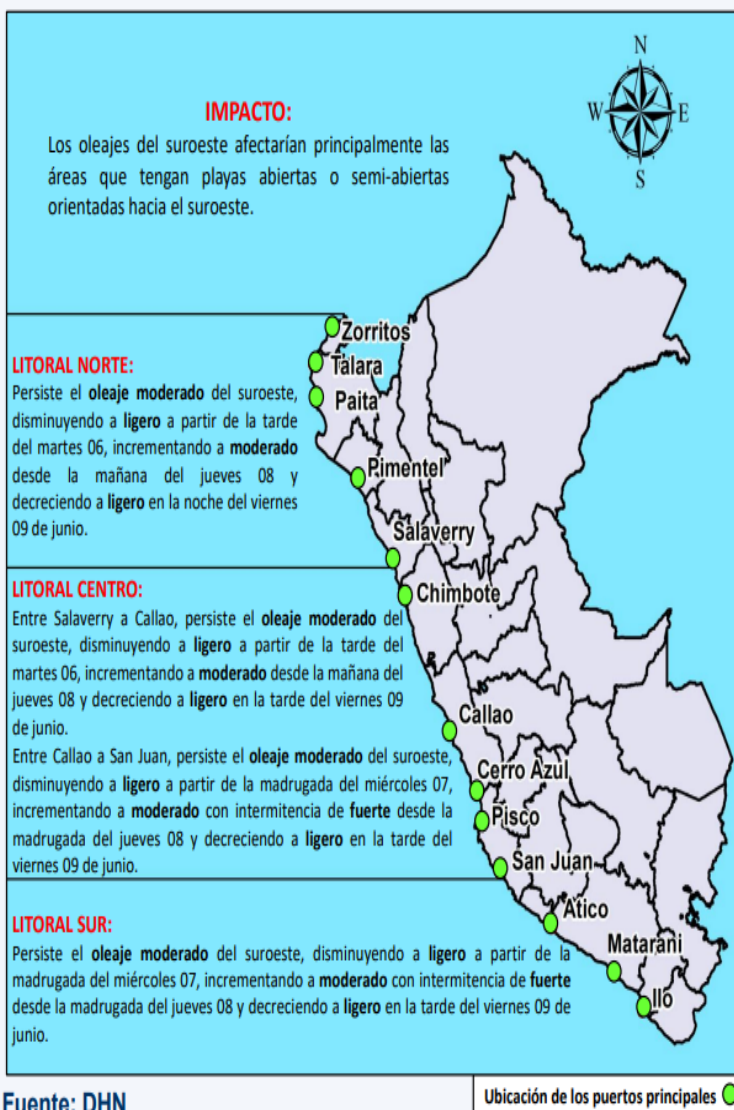 IMPACTO:
Los oleajes del suroeste afectarían principalmente las
áreas que tengan playas abiertas o semi-abiertas
orientadas hacia el suroeste.
N
W
E
S
Zorritos
Talara
Paita
Pimentel
Salaverry
Chimbote
Callao
Cerro Azul
Pisco
San Juan
Atico
Matarani
Ilo
LITORAL NORTE:
Persiste el oleaje moderado del suroeste,
disminuyendo a ligero a partir de la tarde
del martes 06, incrementando a moderado
desde la mañana del jueves 08 y
decreciendo a ligero en la noche del viernes
09 de junio.
LITORAL CENTRO:
Entre Salaverry a Callao, persiste el oleaje moderado del
suroeste, disminuyendo a ligero a partir de la tarde del
martes 06, incrementando a moderado desde la mañana del
jueves 08 y decreciendo a ligero en la tarde del viernes 09
de junio.
Entre Callao a San Juan, persiste el oleaje moderado del suroeste,
disminuyendo a ligero a partir de la madrugada del miércoles 07,
incrementando a moderado con intermitencia de fuerte desde la
madrugada del jueves 08 y decreciendo a ligero en la tarde del
viernes 09 de junio.
LITORAL SUR:
Persiste el oleaje moderado del suroeste, disminuyendo a ligero a partir de la
madrugada del miércoles 07, incrementando a moderado con intermitencia de fuerte
desde la madrugada del jueves 08 y decreciendo a ligero en la tarde del viernes 09 de
junio.
Fuente: DHN
Ubicación de los puertos principales